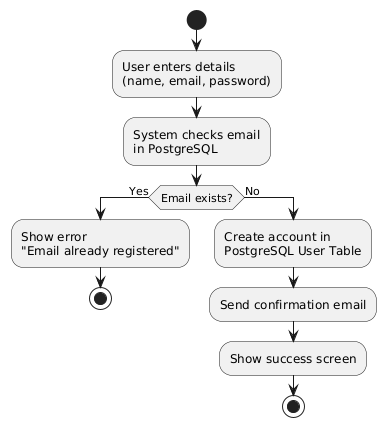 User enters details
(name, email, password)
System checks email
in PostgreSQL
Email exists?
Yes
No
Show error
"Email already registered"
Create account in
PostgreSQL User Table
Send confirmation email
Show success screen